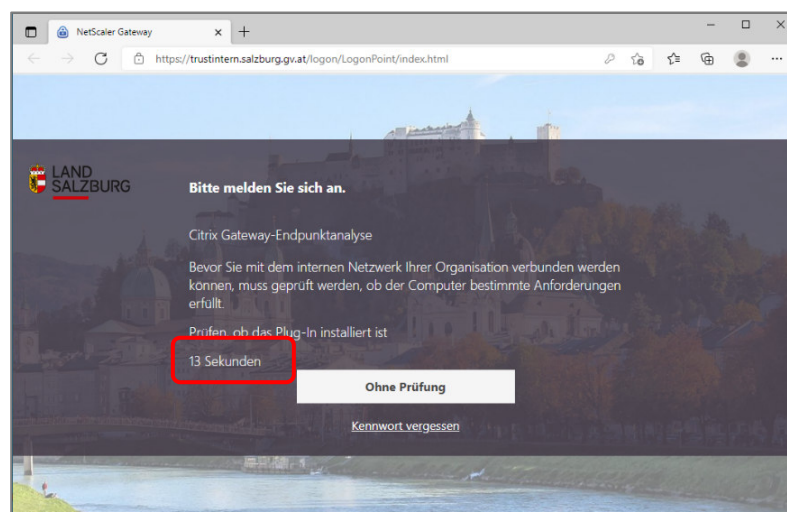 NetScaler Gateway
https://trustintern.salzburg.gv.at/logon/LogonPoint/index.html
LAND
SALZBURG
Bitte melden Sie sich an.
Citrix Gateway-Endpunktanalyse
Bevor Sie mit dem internen Netzwerk Ihrer Organisation verbunden werden
können, muss geprüft werden, ob der Computer bestimmte Anforderungen
erfüllt.
Prüfen, ob das Plug-In installiert ist
13 Sekunden
Ohne Prüfung
Kennwort vergessen